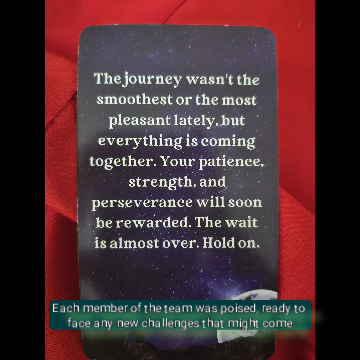 The journey wasn't the
smoothest or the most
pleasant lately, but
everything is coming
together. Your patience,
strength, and
perseverance will soon
be rewarded. The wait
is almost over. Hold on.
Each member of the team was poised, ready to
face any new challenges that might come